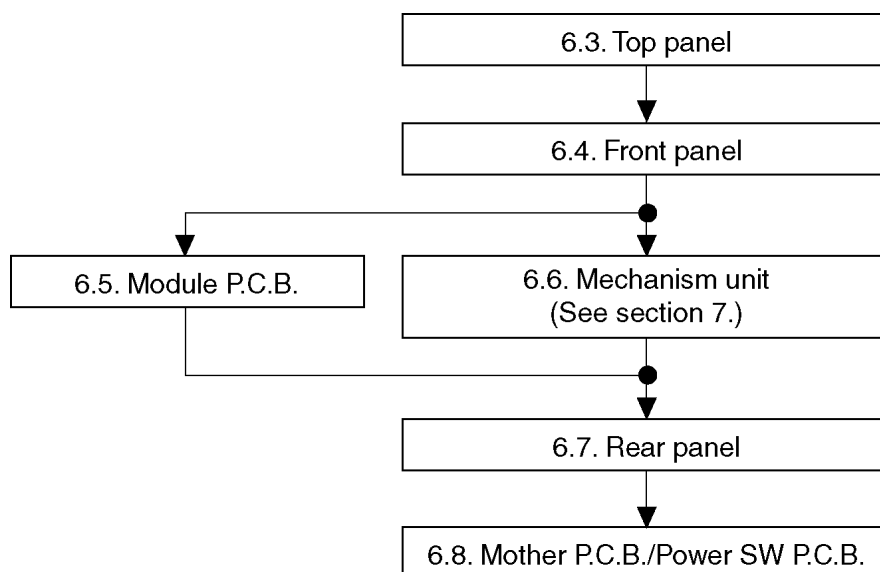 6.3. Top panel
6.4. Front panel
6.5. Module P.C.B.
6.6. Mechanism unit
(See section 7.)
6.7. Rear panel
6.8. Mother P.C.B./Power SW P.C.B.